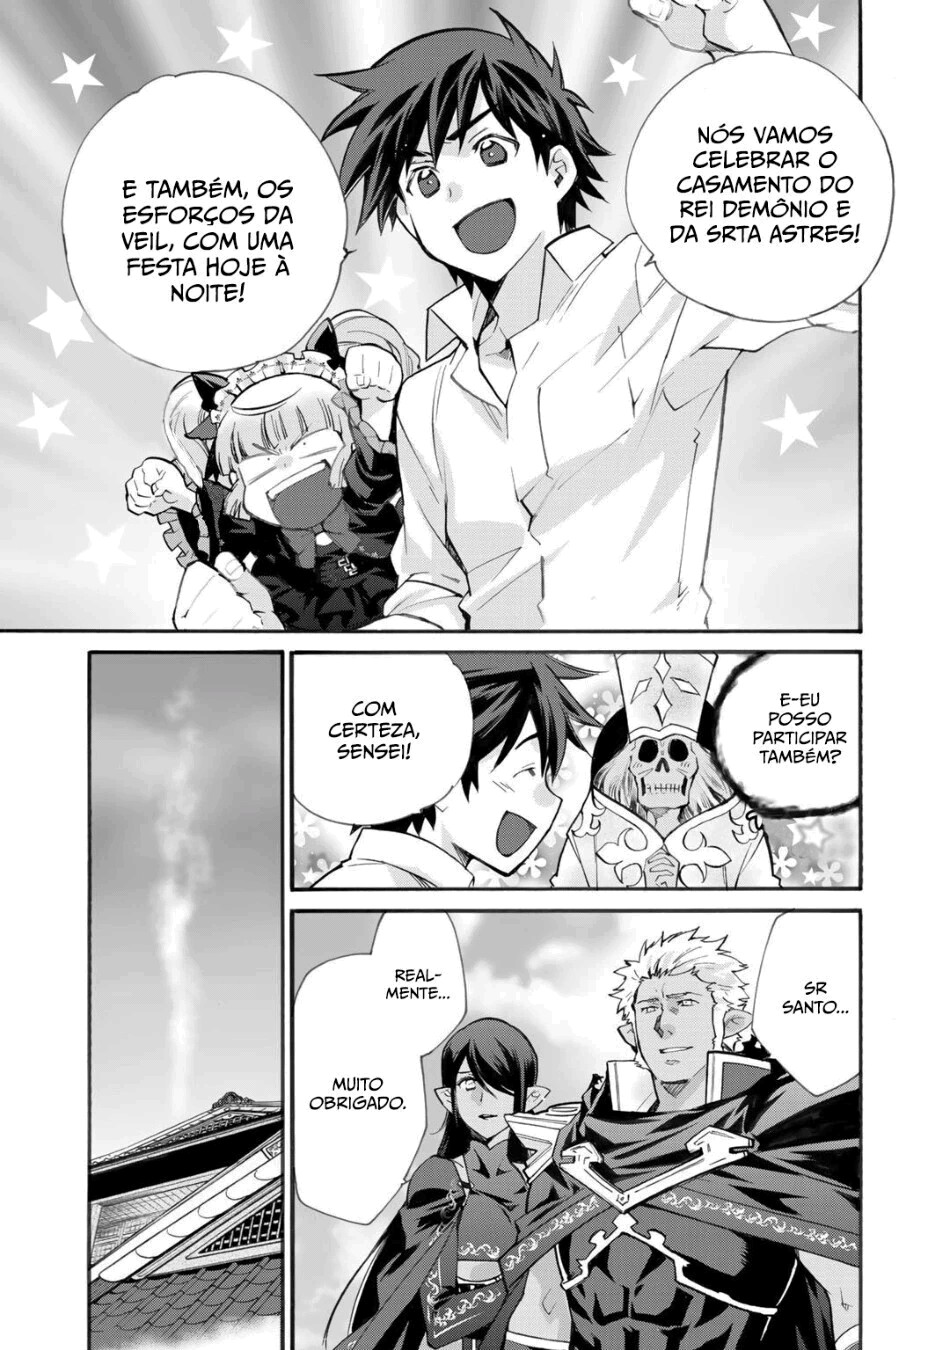 NÓS VAMOS
CELEBRAR O
CASAMENTO DO
REI DEMÔNIO E
DA SRTA ASTRES!
E TAMBÉM, OS
ESFORÇOS DA
VEIL, COM UMA
FESTA HOJE À
NOITE!
E-EU
POSSO
PARTICIPAR
TAMBÉM?
COM
CERTEZA,
SENSEI!
SR
SANTO...
REAL-
MENTE...
MUITO
OBRIGADO.